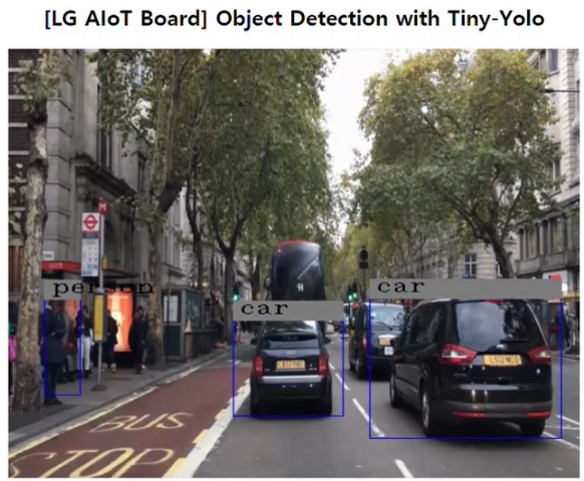 [LG AIoT Board] Object Detection with Tiny-Yolo
M
person
car
car
BUS
STOP